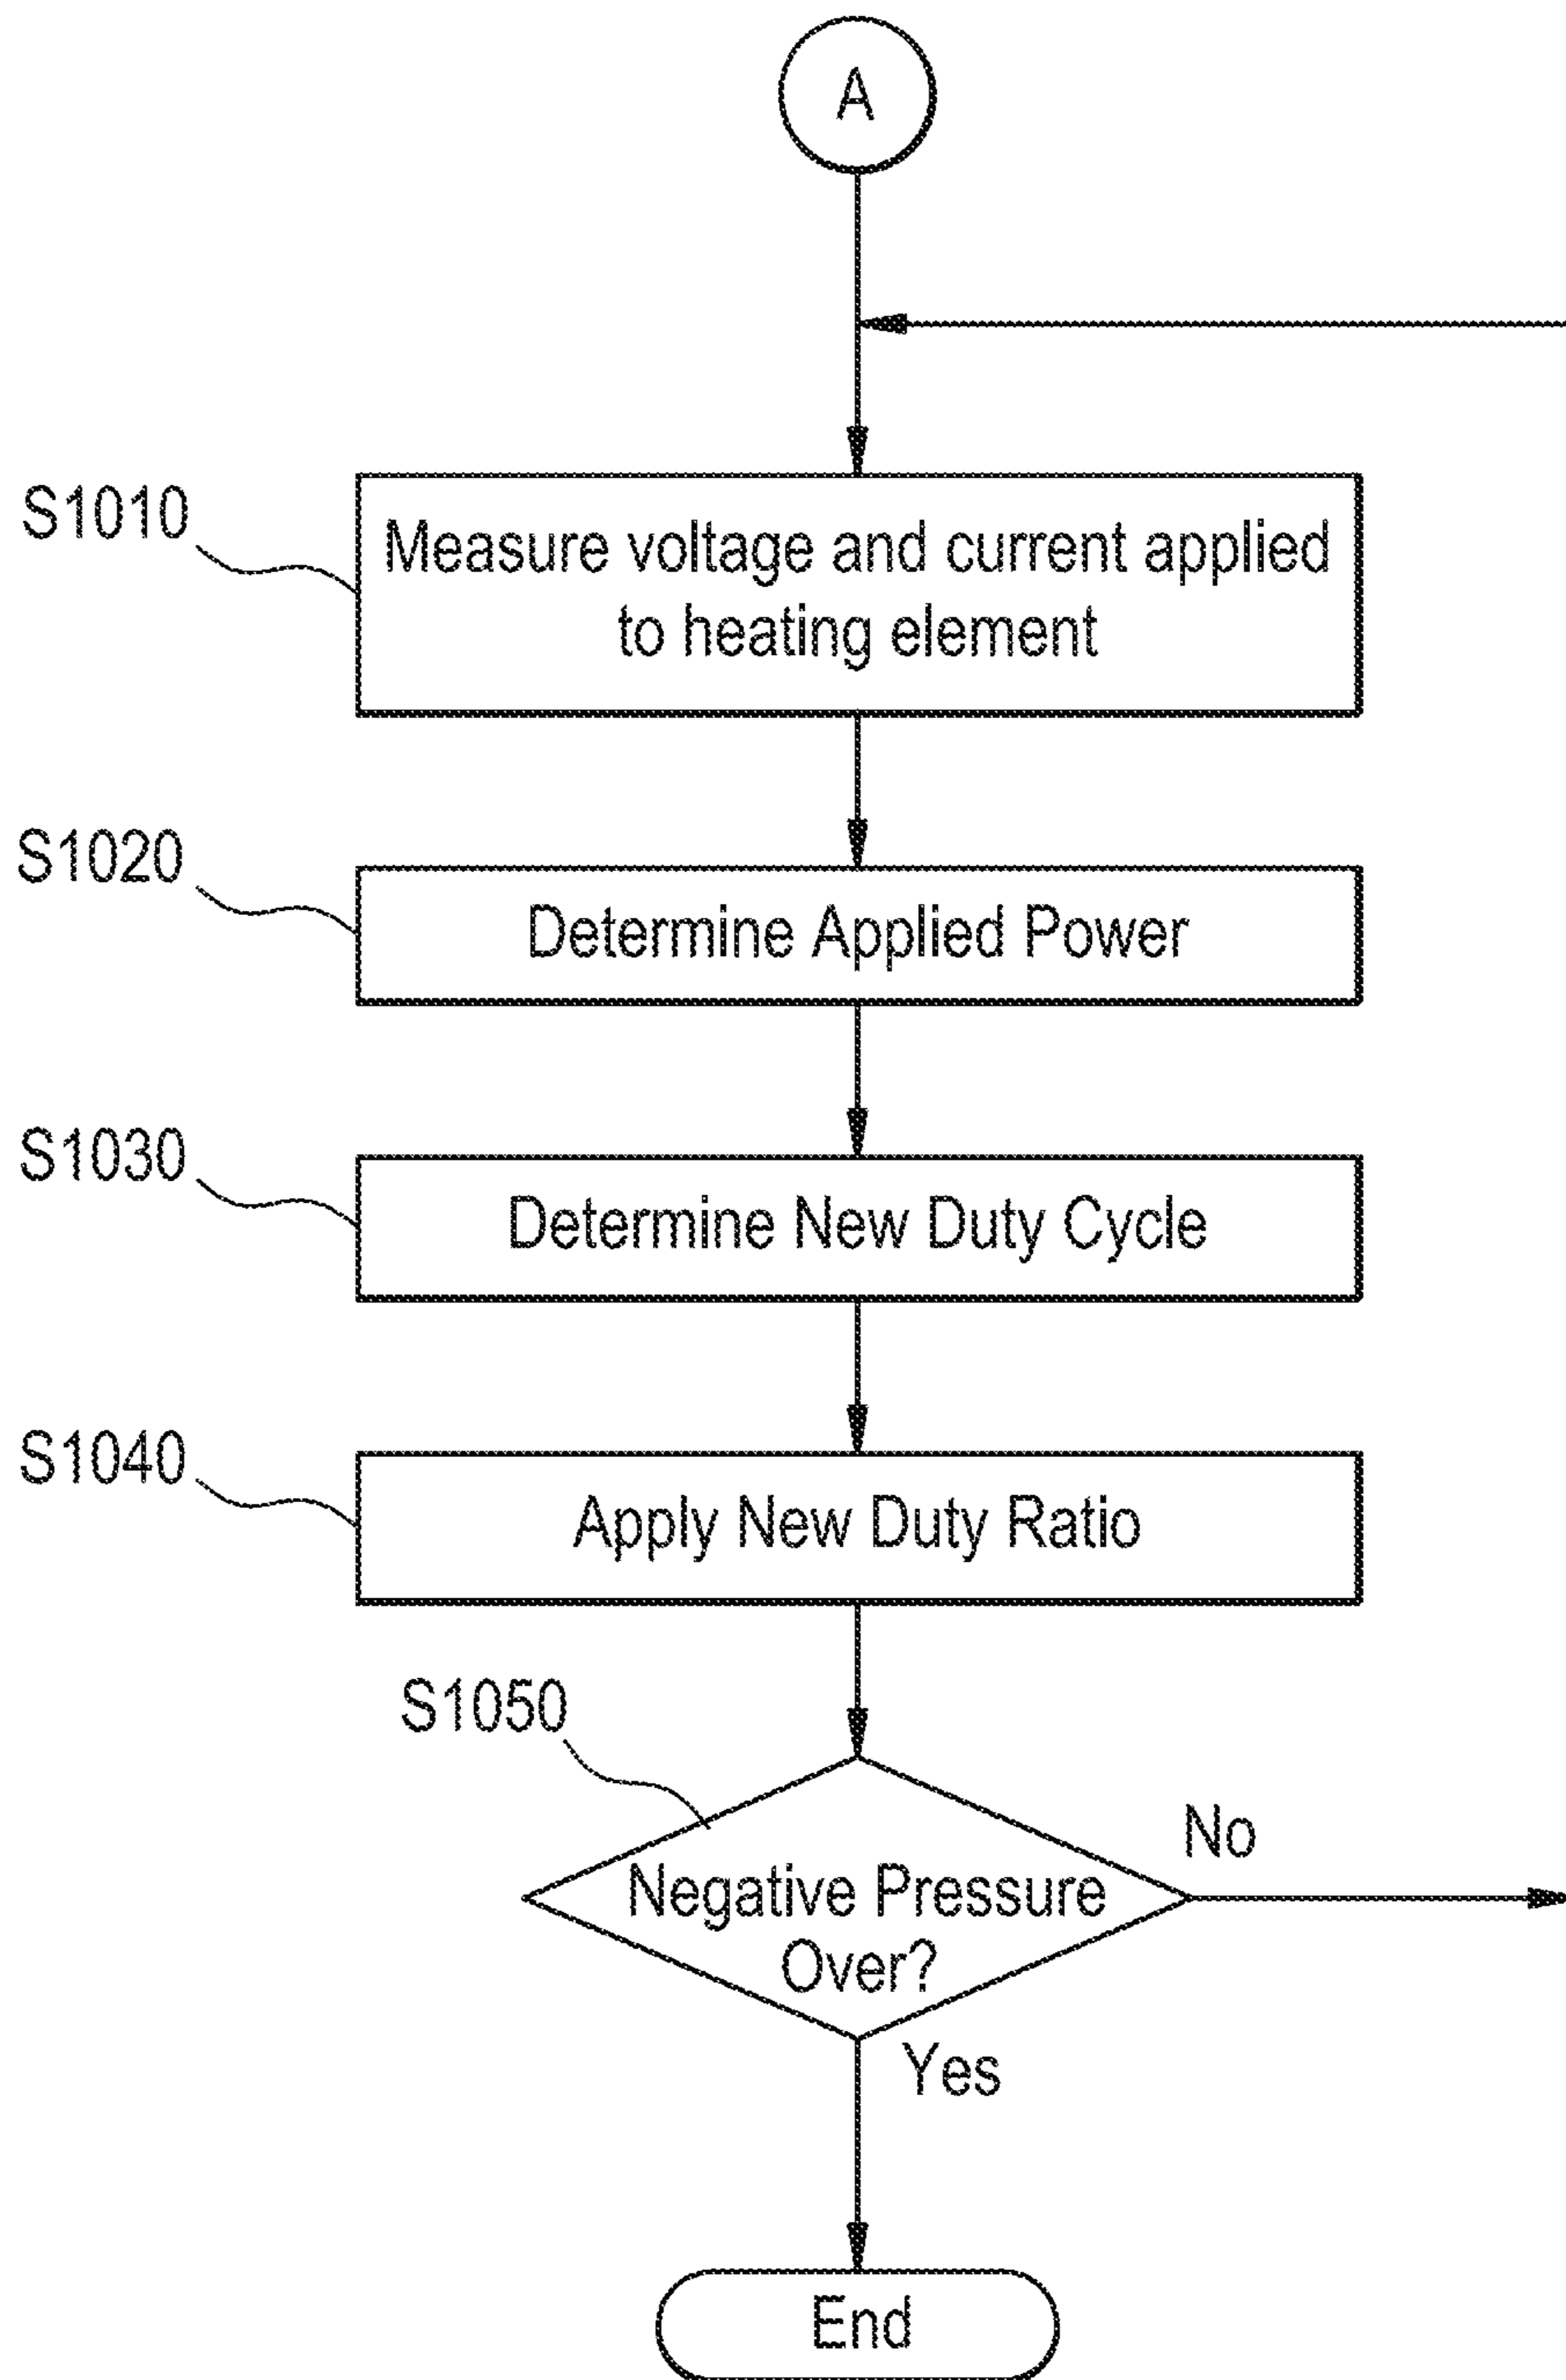 A
S1010
Measure voltage and current applied
to heating element
S1020
Determine Applied Power
S1030
Determine New Duty Cycle
S1040
Apply New Duty Ratio
S1050
No
Negative Pressure
Over?
Yes
End